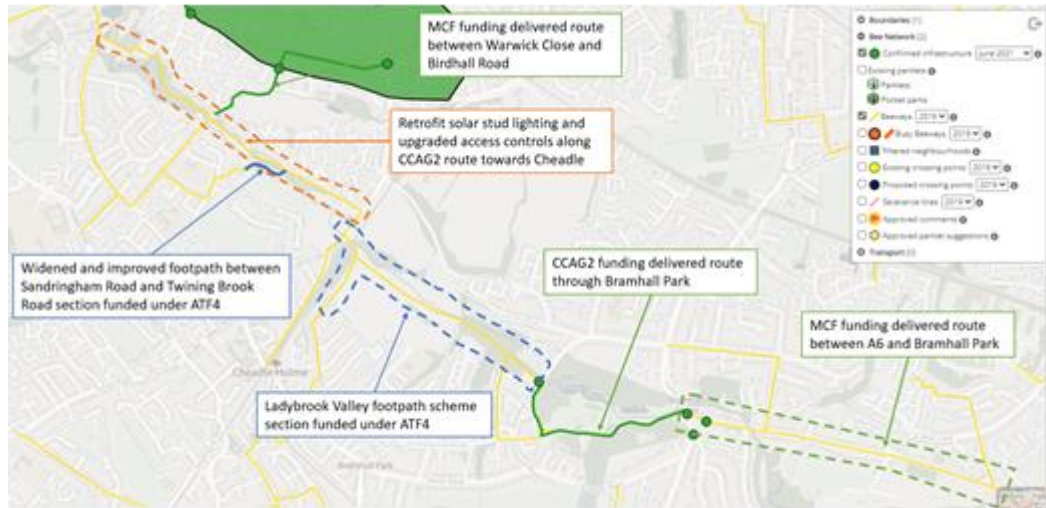 MCF funding delivered route
between Warwick Close and
Birdhall Road
Boundaries (7)
Bee Network (2)
Confirmed infrastructure June 2021
Existing parklets
Parklets
Pocket parks
Beeways 2019
Busy Beeways 2019
Filtered neighbourhoods
Existing crossing points 2019
Proposed crossing points 2019
Severance lines 2019
Approved comments
Approved parklet suggestions
Transport
Retrofit solar stud lighting and
upgraded access controls along
CCAG2 route towards Cheadle
Widened and improved footpath between
Sandringham Road and Twining Brook
Road section funded under ATF4
CCAG2 funding delivered route
through Bramhall Park
MCF funding delivered route
between A6 and Bramhall Park
Cheadle Hulme
Ladybrook Valley footpath scheme
section funded under ATF4
Bramhall Park